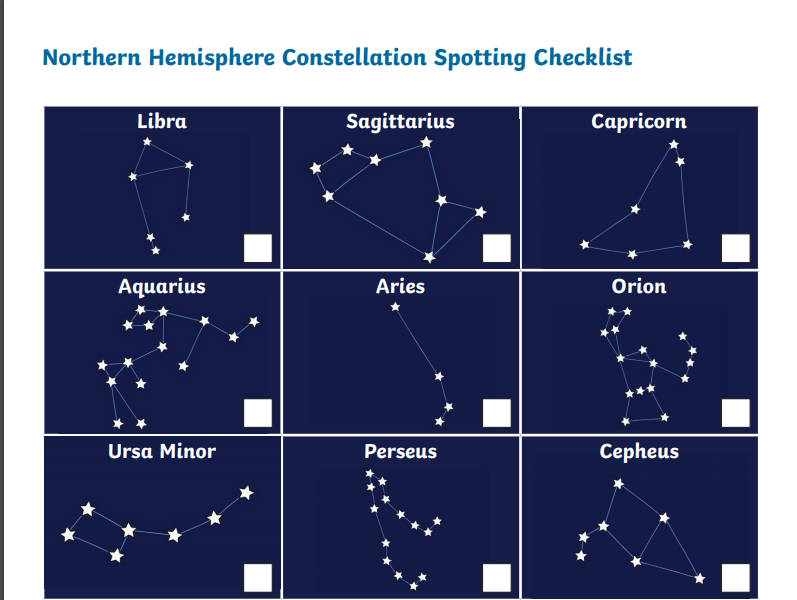 Northern Hemisphere Constellation Spotting Checklist
Libra
Sagittarius
Capricorn
Aquarius
Aries
Orion
Ursa Minor
Perseus
Cepheus